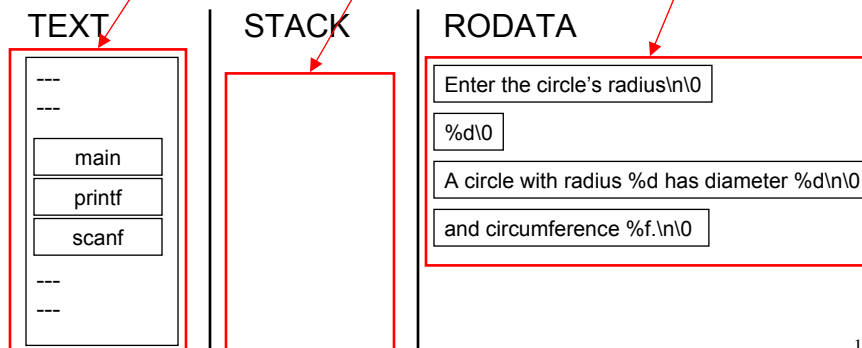 TEXT
STACK
RODATA
---
---
main
printf
scanf
---
---
Enter the circle’s radius\n\0
%d\0
A circle with radius %d has diameter %d\n\0
and circumference %f.\n\0
1